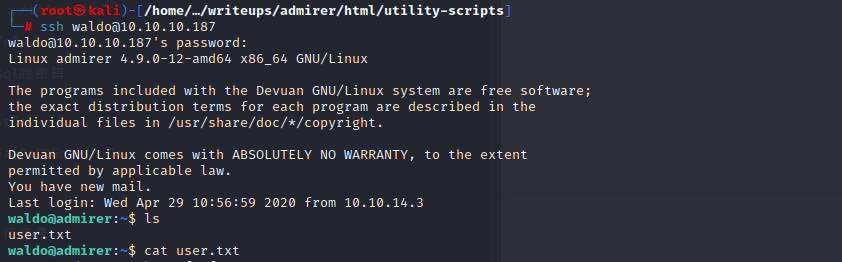 ┌──(root㉿kali)-[/home/…/writeups/admirer/html/utility-scripts]
└─# ssh waldo@10.10.10.187
waldo@10.10.10.187's password:
Linux admirer 4.9.0-12-amd64 x86_64 GNU/Linux
The programs included with the Devuan GNU/Linux system are free software;
the exact distribution terms for each program are described in the
individual files in /usr/share/doc/*/copyright.
Devuan GNU/Linux comes with ABSOLUTELY NO WARRANTY, to the extent
permitted by applicable law.
You have new mail.
Last login: Wed Apr 29 10:56:59 2020 from 10.10.14.3
waldo@admirer:~$ ls
user.txt
waldo@admirer:~$ cat user.txt